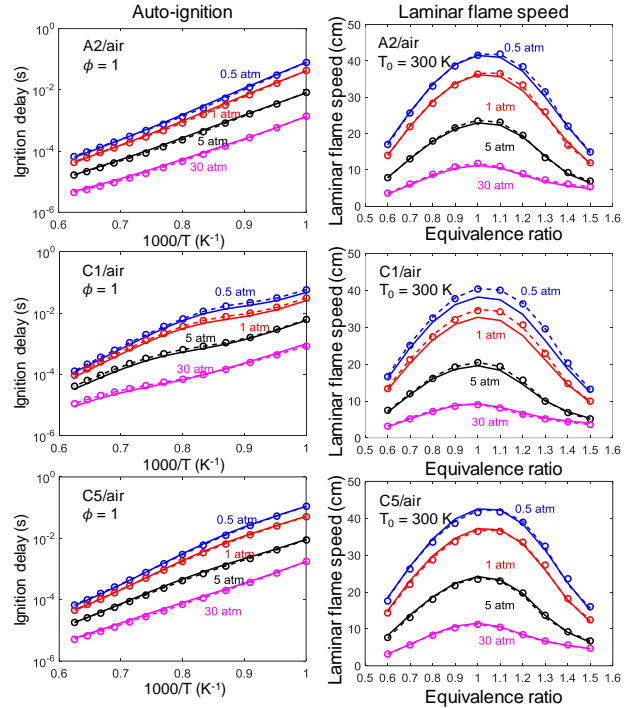 Auto-ignition
Laminar flame speed
Ignition delay (s)
10⁰
10⁻²
10⁻⁴
10⁻⁶
A2/air
ϕ = 1
0.5 atm
1 atm
5 atm
30 atm
0.6 0.7 0.8 0.9 1
1000/T (K⁻¹)
Laminar flame speed (cm)
50
40
30
20
10
0
A2/air
T₀ = 300 K
0.5 atm
1 atm
5 atm
30 atm
0.5 0.6 0.7 0.8 0.9 1 1.1 1.2 1.3 1.4 1.5 1.6
Equivalence ratio
Ignition delay (s)
10⁰
10⁻²
10⁻⁴
10⁻⁶
C1/air
ϕ = 1
0.5 atm
1 atm
5 atm
30 atm
0.6 0.7 0.8 0.9 1
1000/T (K⁻¹)
Laminar flame speed (cm)
50
40
30
20
10
0
C1/air
T₀ = 300 K
0.5 atm
1 atm
5 atm
30 atm
0.5 0.6 0.7 0.8 0.9 1 1.1 1.2 1.3 1.4 1.5 1.6
Equivalence ratio
Ignition delay (s)
10⁰
10⁻²
10⁻⁴
10⁻⁶
C5/air
ϕ = 1
0.5 atm
1 atm
5 atm
30 atm
0.6 0.7 0.8 0.9 1
1000/T (K⁻¹)
Laminar flame speed (cm)
50
40
30
20
10
0
C5/air
T₀ = 300 K
0.5 atm
1 atm
5 atm
30 atm
0.5 0.6 0.7 0.8 0.9 1 1.1 1.2 1.3 1.4 1.5 1.6
Equivalence ratio